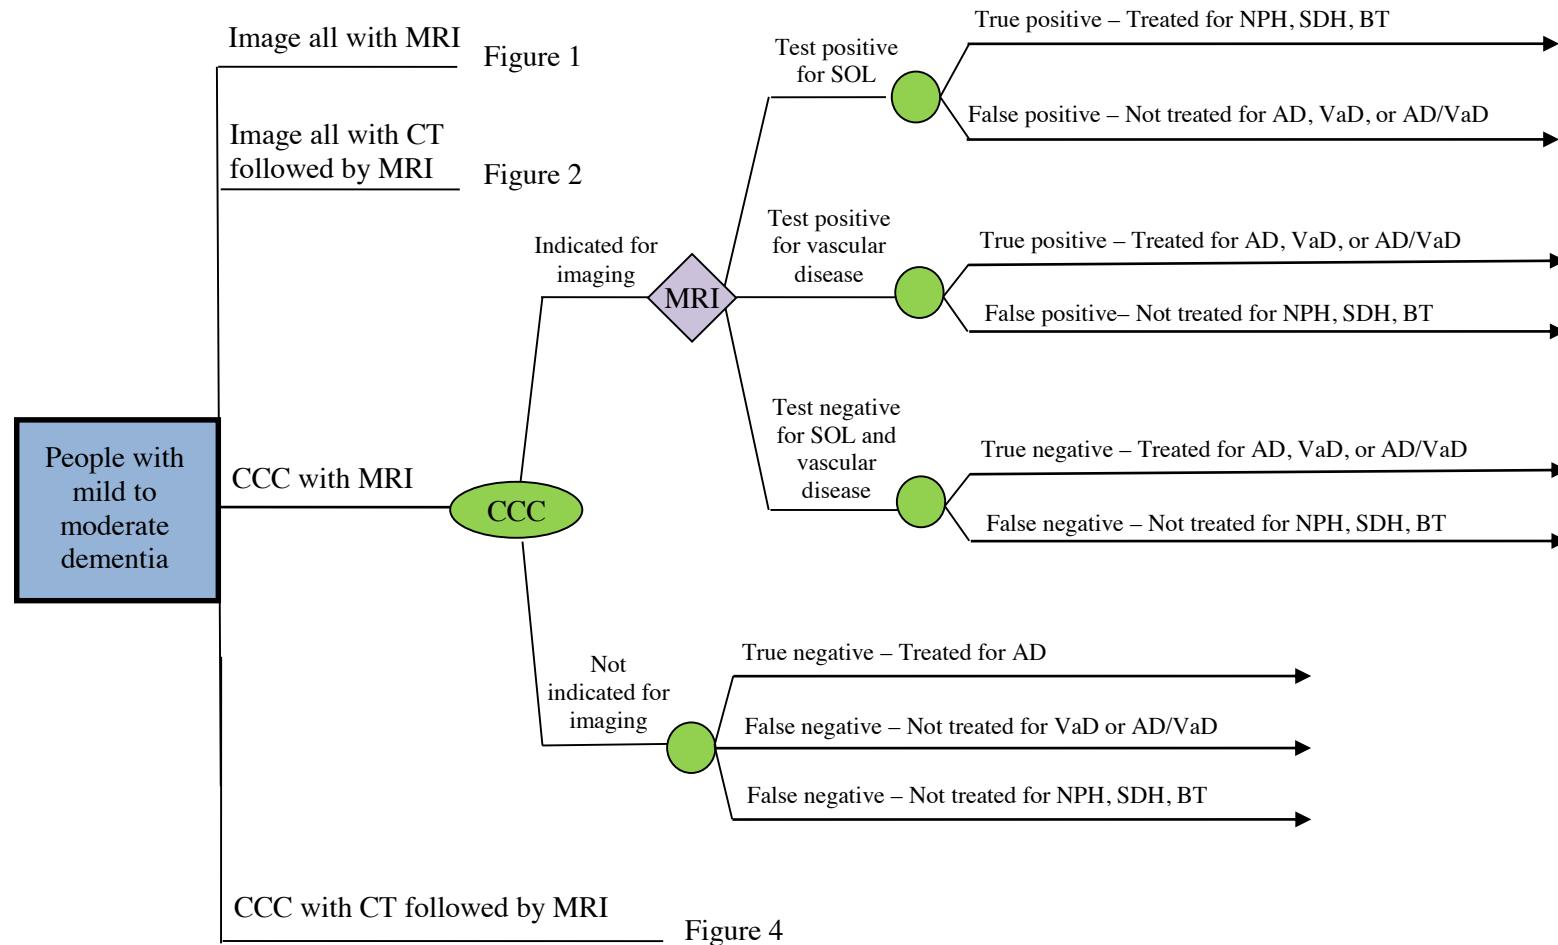 Image all with MRI
Figure 1
Image all with CT
followed by MRI
Figure 2
People with
mild to
moderate
dementia
CCC with MRI
CCC
Indicated for
imaging
MRI
Test positive
for SOL
True positive – Treated for NPH, SDH, BT
False positive – Not treated for AD, VaD, or AD/VaD
Test positive
for vascular
disease
True positive – Treated for AD, VaD, or AD/VaD
False positive– Not treated for NPH, SDH, BT
Test negative
for SOL and
vascular
disease
True negative – Treated for AD, VaD, or AD/VaD
False negative – Not treated for NPH, SDH, BT
Not
indicated for
imaging
True negative – Treated for AD
False negative – Not treated for VaD or AD/VaD
False negative – Not treated for NPH, SDH, BT
CCC with CT followed by MRI
Figure 4